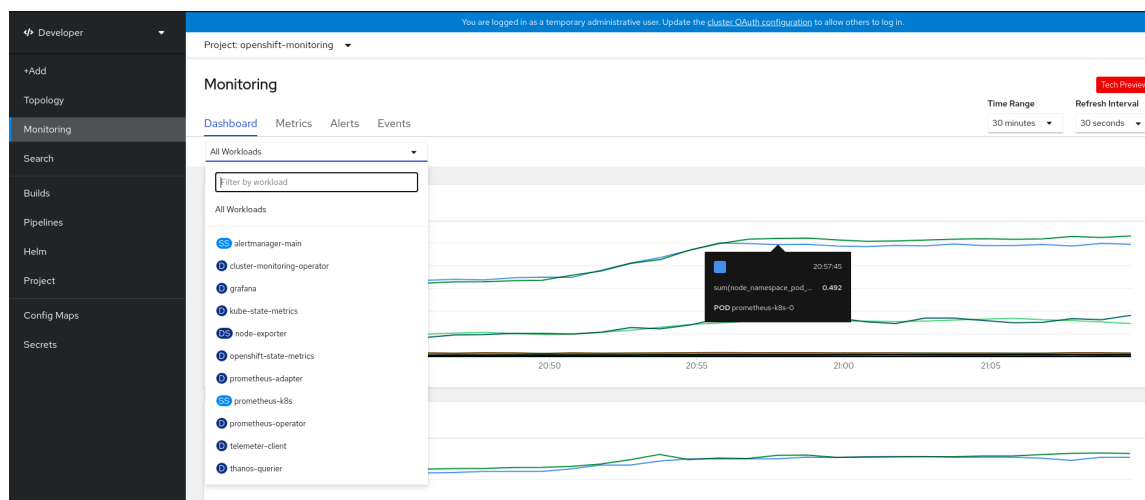 You are logged in as a temporary administrative user. Update the cluster OAuth configuration to allow others to log in.
</> Developer
+Add
Topology
Monitoring
Search
Builds
Pipelines
Helm
Project
Config Maps
Secrets
Project: openshift-monitoring
Monitoring
Tech Preview
Time Range
Refresh Interval
Dashboard Metrics Alerts Events
30 minutes
30 seconds
All Workloads
Filter by workload
All Workloads
SS alertmanager-main
D cluster-monitoring-operator
D grafana
D kube-state-metrics
DS node-exporter
D openshift-state-metrics
D prometheus-adapter
SS prometheus-k8s
D prometheus-operator
D telemeter-client
D thanos-querier
20:57:45
sum(node_namespace_pod_... 0.492
POD prometheus-k8s-0
20:50 20:55 21:00 21:05